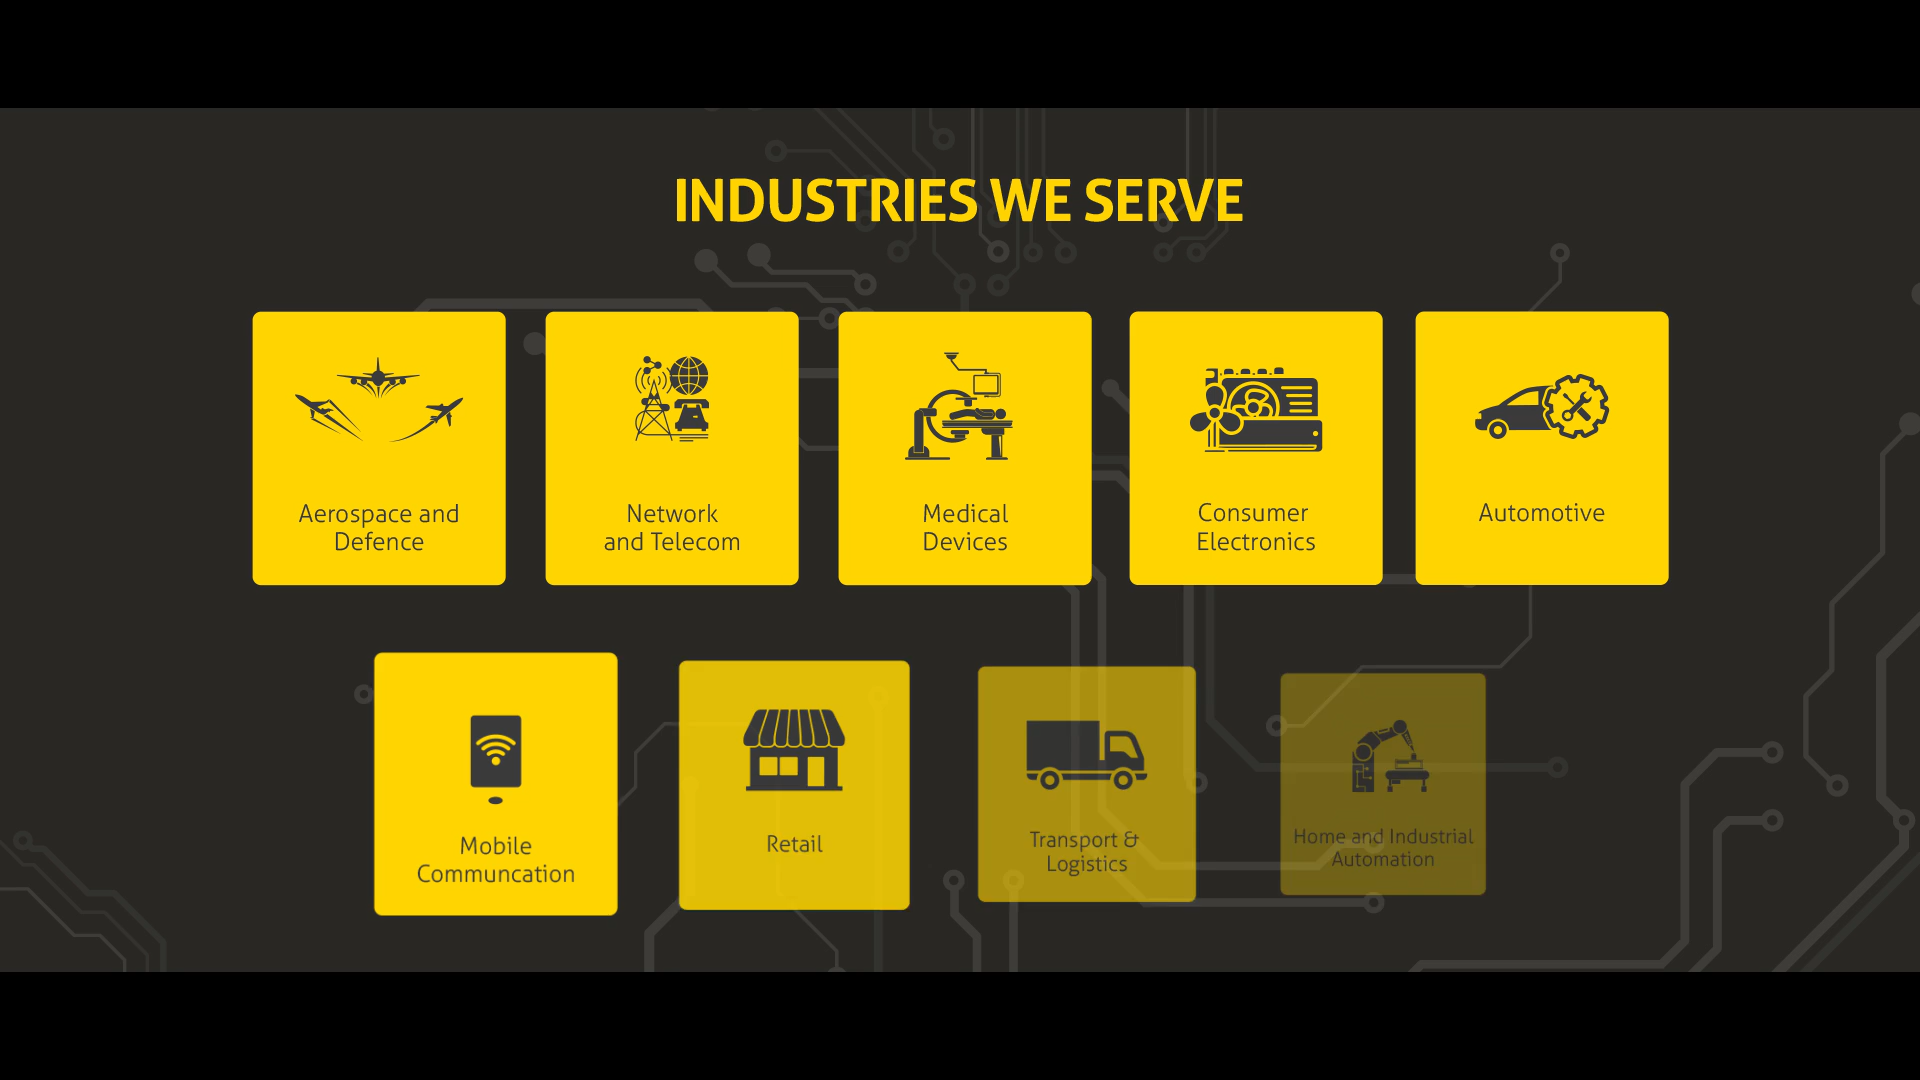 INDUSTRIES WE SERVE
Aerospace and
Defence
Network
and Telecom
Medical
Devices
Consumer
Electronics
Automotive
Mobile
Communcation
Retail
Transport &
Logistics
Home and Industrial
Automation